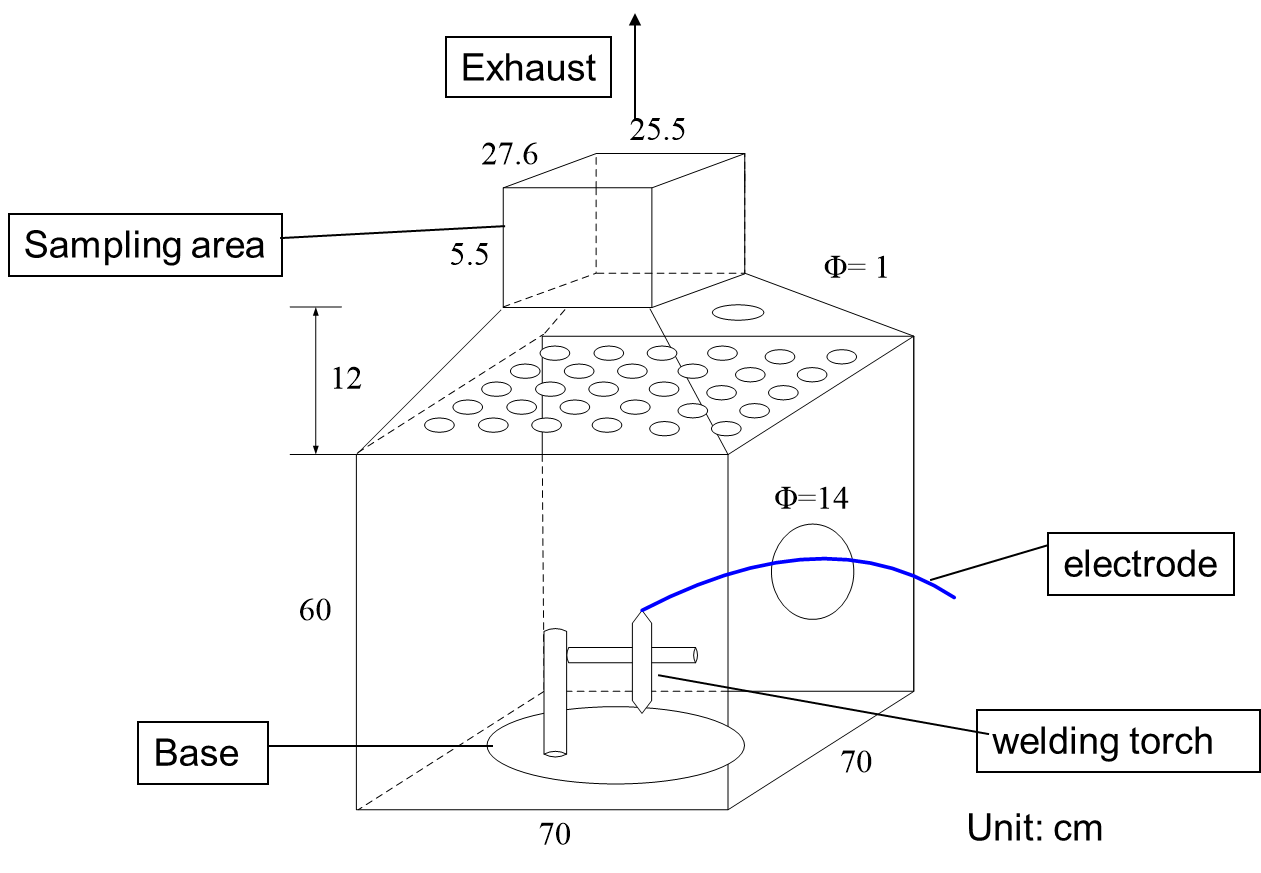 Exhaust
25.5
27.6
Sampling area
5.5
Φ= 1
12
Φ=14
electrode
60
Base
welding torch
70
70
Unit: cm